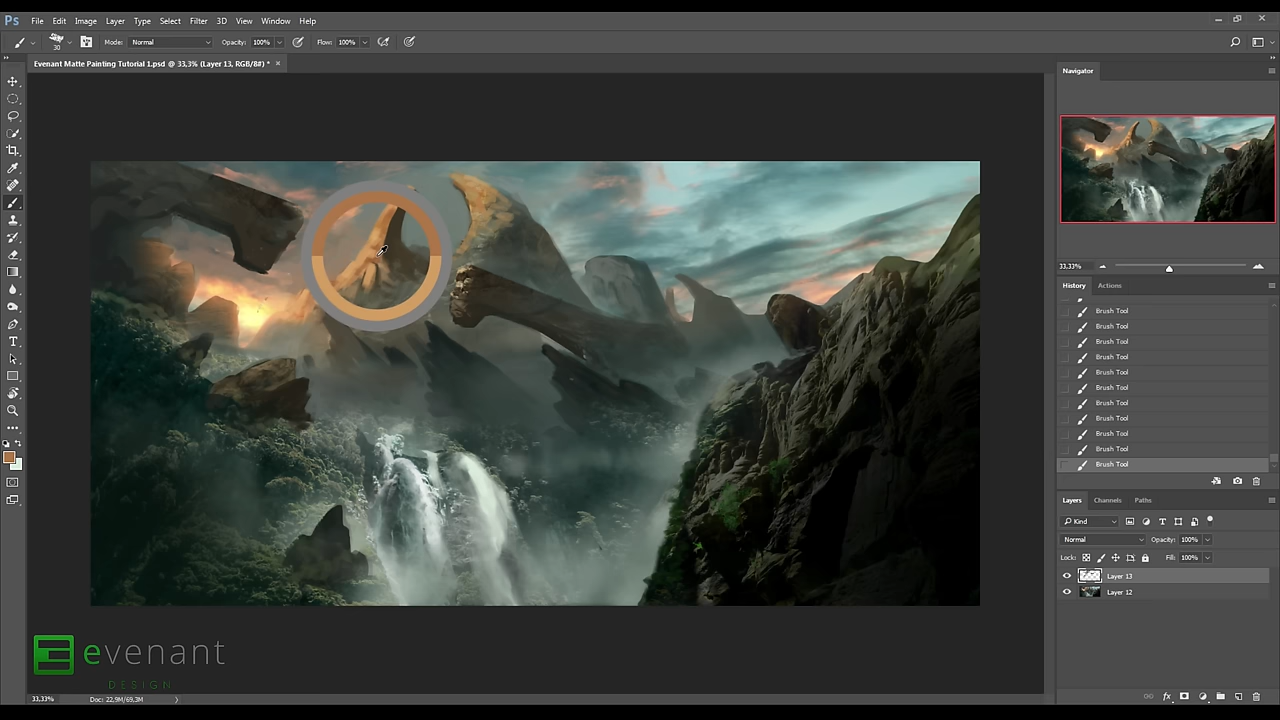 Ps File Edit Image Layer Type Select Filter 3D View Window Help
30 Mode: Normal Opacity: 100% Flow: 100%
Evenant Matte Painting Tutorial 1.psd @ 33,3% (Layer 13, RGB/8#) * ×
Navigator
33,33%
History Actions
Brush Tool
Brush Tool
Brush Tool
Brush Tool
Brush Tool
Brush Tool
Brush Tool
Brush Tool
Brush Tool
Brush Tool
Brush Tool
Layers Channels Paths
Kind
Normal Opacity: 100%
Lock: Fill: 100%
Layer 13
Layer 12
evenant
DESIGN
33,33% Doc: 22,9M/69,3M